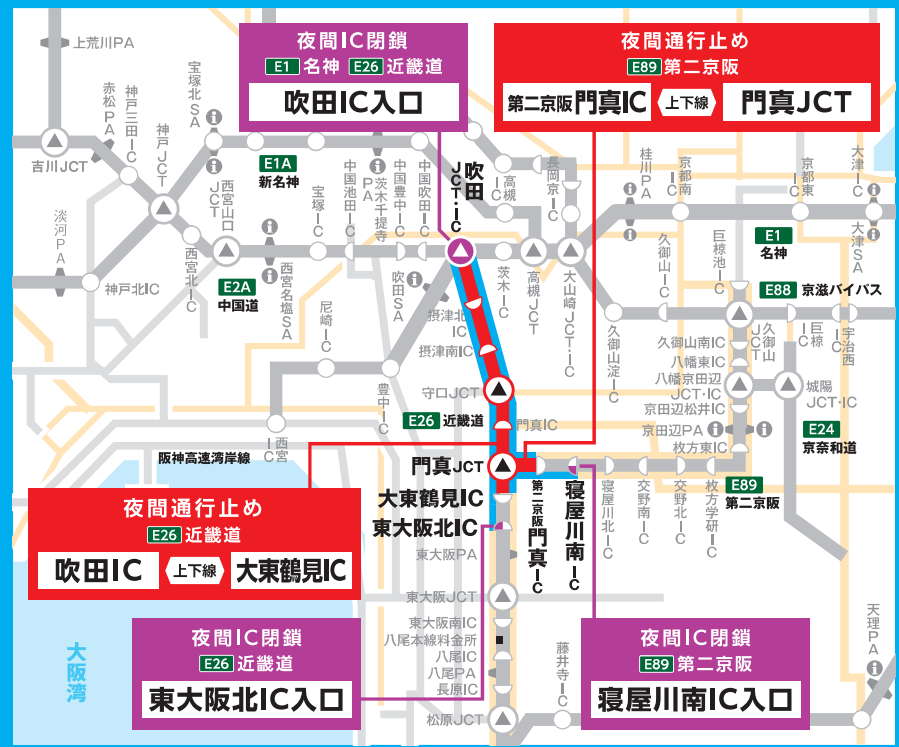 夜間IC閉鎖
E1 名神 E26 近畿道
吹田IC入口
夜間通行止め
E89 第二京阪
第二京阪門真IC 上下線 門真JCT
上荒川PA
吉川JCT
赤松PA
神戸三田IC
神戸JCT
宝塚北SA
E1A
新名神
西宮山口JCT
西宮北IC
淡河PA
神戸北IC
E2A
中国道
西宮名塩SA
宝塚IC
中国池田IC
茨木千提寺PA
中国豊中IC
中国吹田IC
吹田JCT・IC
高槻
長岡京IC
桂川PA
京都南IC
京都東IC
大津IC
大津SA
E1
名神
茨木IC
高槻JCT
大山崎JCT・IC
久御山IC
巨椋池IC
E88 京滋バイパス
久御山JCT
巨椋IC
宇治西IC
久御山淀IC
久御山南IC
八幡東IC
八幡京田辺JCT・IC
城陽JCT・IC
京田辺松井IC
京田辺PA
枚方東IC
E24
京奈和道
吹田SA
摂津北IC
摂津南IC
尼崎IC
豊中IC
西宮IC
阪神高速湾岸線
守口JCT
E26 近畿道
門真IC
門真JCT
大東鶴見IC
東大阪北IC
第二京阪門真IC
寝屋川南IC
寝屋川北IC
交野南IC
交野北IC
枚方学研IC
E89
第二京阪
夜間通行止め
E26 近畿道
吹田IC 上下線 大東鶴見IC
東大阪PA
東大阪JCT
東大阪南IC
八尾本線料金所
八尾IC
八尾PA
長原IC
松原JCT
藤井寺IC
天理PA
大阪湾
夜間IC閉鎖
E26 近畿道
東大阪北IC入口
夜間IC閉鎖
E89 第二京阪
寝屋川南IC入口